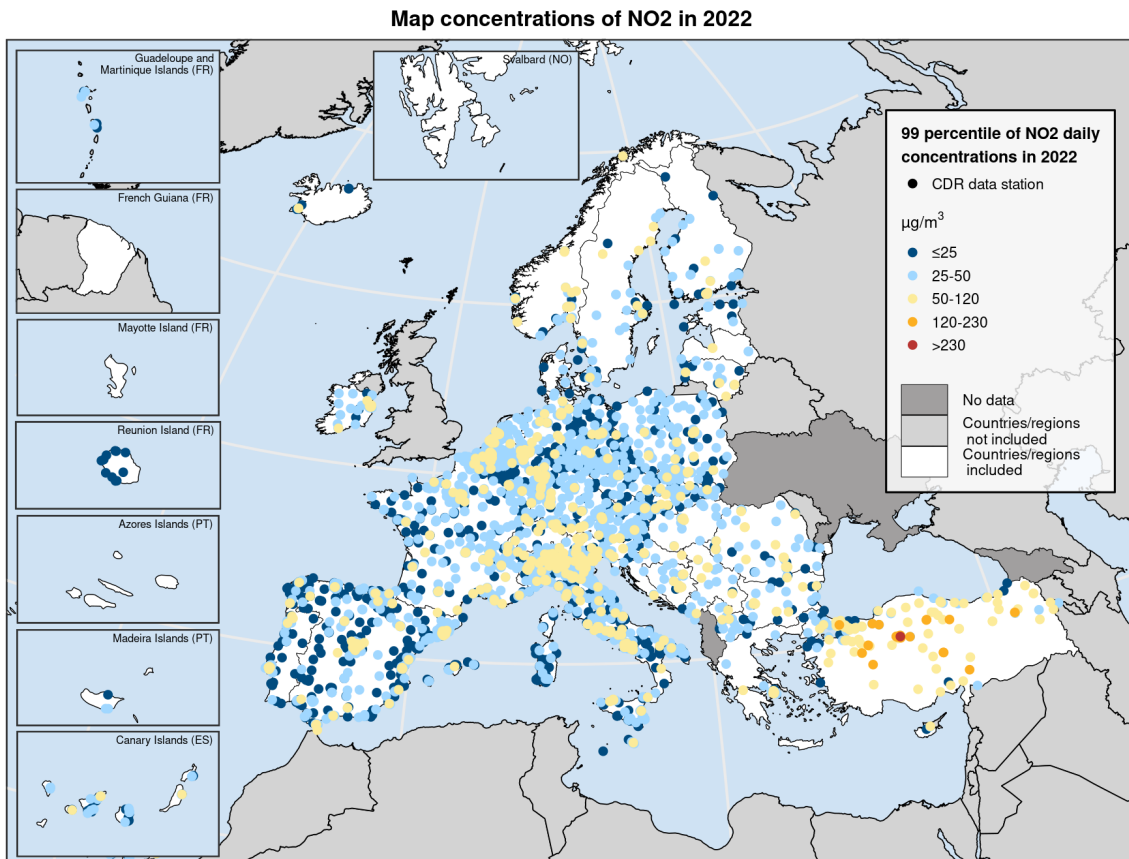 Map concentrations of NO2 in 2022
Guadeloupe and
Martinique Islands (FR)
Svalbard (NO)
French Guiana (FR)
Mayotte Island (FR)
Reunion Island (FR)
Azores Islands (PT)
Madeira Islands (PT)
Canary Islands (ES)
99 percentile of NO2 daily
concentrations in 2022
CDR data station
µg/m³
≤25
25-50
50-120
120-230
>230
No data
Countries/regions
not included
Countries/regions
included